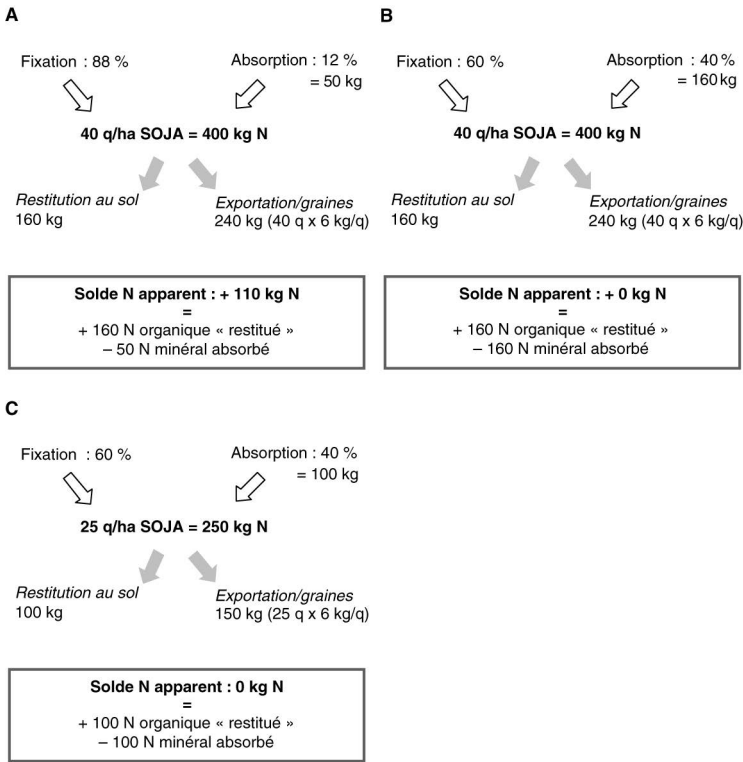 A
Fixation : 88 %
Absorption : 12 %
= 50 kg
40 q/ha SOJA = 400 kg N
Restitution au sol
160 kg
Exportation/graines
240 kg (40 q x 6 kg/q)
Solde N apparent : + 110 kg N
=
+ 160 N organique « restitué »
– 50 N minéral absorbé
B
Fixation : 60 %
Absorption : 40 %
= 160 kg
40 q/ha SOJA = 400 kg N
Restitution au sol
160 kg
Exportation/graines
240 kg (40 q x 6 kg/q)
Solde N apparent : + 0 kg N
=
+ 160 N organique « restitué »
– 160 N minéral absorbé
C
Fixation : 60 %
Absorption : 40 %
= 100 kg
25 q/ha SOJA = 250 kg N
Restitution au sol
100 kg
Exportation/graines
150 kg (25 q x 6 kg/q)
Solde N apparent : 0 kg N
=
+ 100 N organique « restitué »
– 100 N minéral absorbé